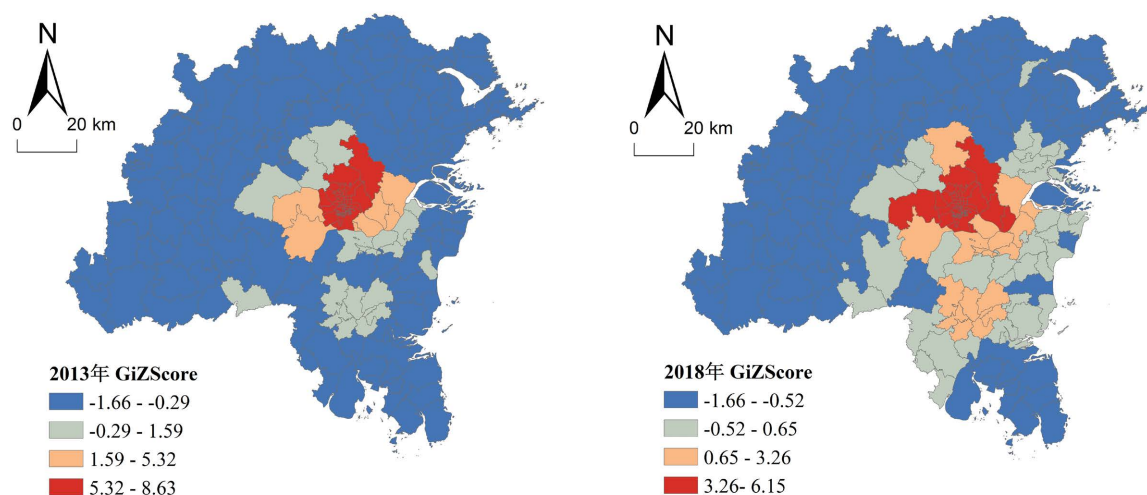 N
0 20 km
2013年 GiZScore
-1.66 - -0.29
-0.29 - 1.59
1.59 - 5.32
5.32 - 8.63
N
0 20 km
2018年 GiZScore
-1.66 - -0.52
-0.52 - 0.65
0.65 - 3.26
3.26- 6.15